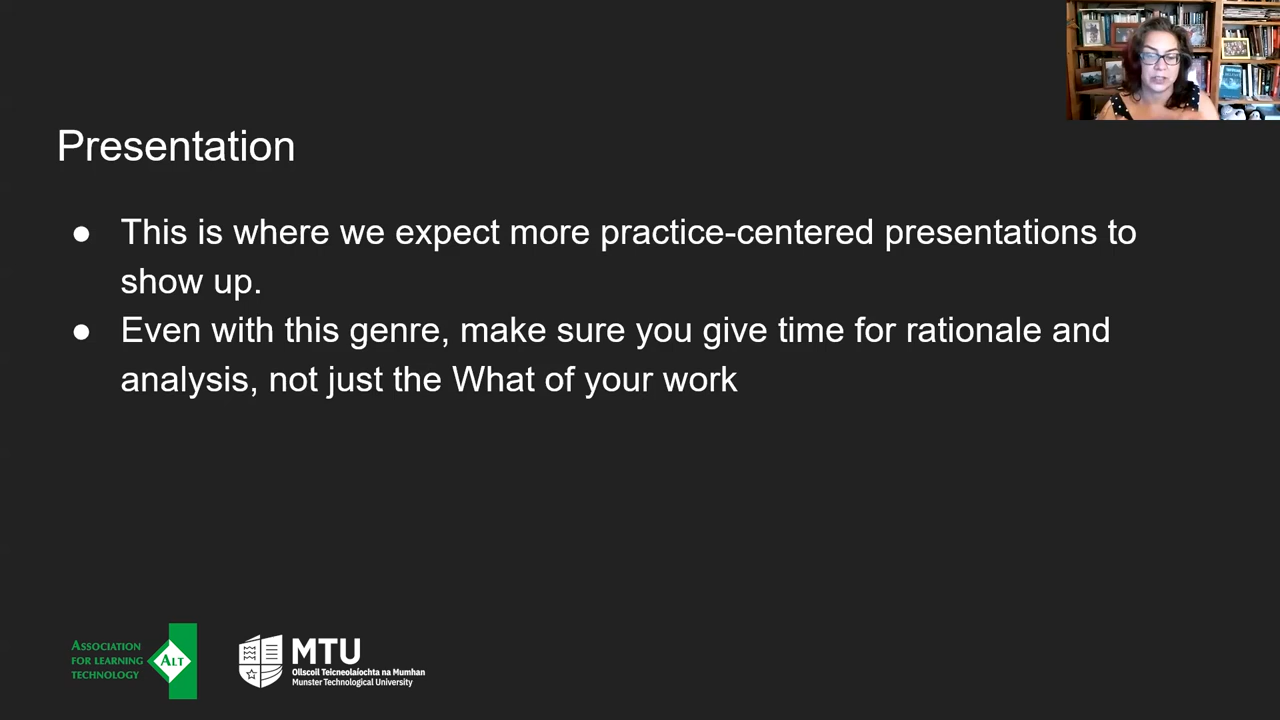 Presentation
● This is where we expect more practice-centered presentations to
show up.
● Even with this genre, make sure you give time for rationale and
analysis, not just the What of your work
ASSOCIATION
FOR LEARNING
TECHNOLOGY
ALT
MTU
Ollscoil Teicneolaíochta na Mumhan
Munster Technological University